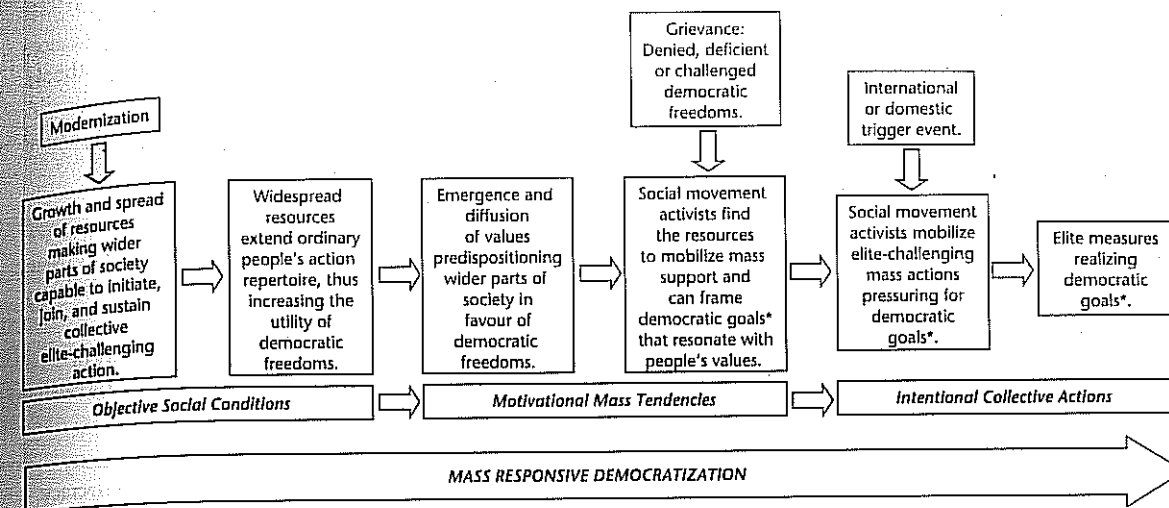 Modernization
Growth and spread
of resources
making wider
parts of society
capable to initiate,
join, and sustain
collective
elite-challenging
action.
Widespread
resources
extend ordinary
people's action
repertoire, thus
increasing the
utility of
democratic
freedoms.
Emergence and
diffusion
of values
predispositioning
wider parts of
society in
favour of
democratic
freedoms.
Grievance:
Denied, deficient
or challenged
democratic
freedoms.
Social movement
activists find
the resources
to mobilize mass
support and
can frame
democratic goals*
that resonate with
people's values.
International
or domestic
trigger event.
Social movement
activists mobilize
elite-challenging
mass actions
pressuring for
democratic
goals*.
Elite measures
realizing
democratic
goals*.
Objective Social Conditions
Motivational Mass Tendencies
Intentional Collective Actions
MASS RESPONSIVE DEMOCRATIZATION